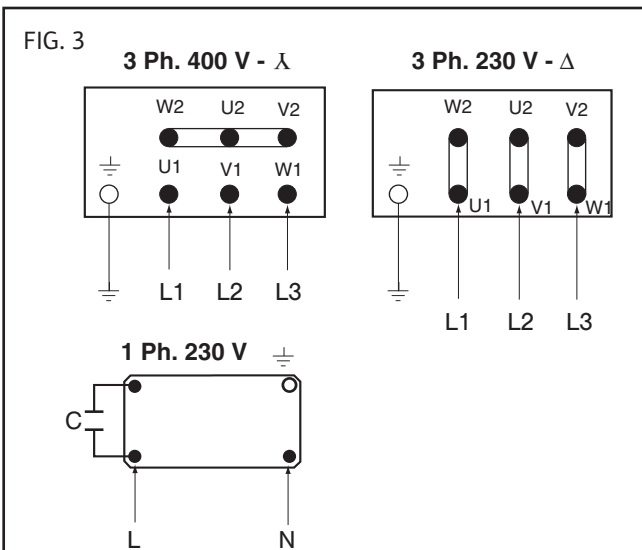 FIG. 3
3 Ph. 400 V - ⅄
W2 U2 V2
U1 V1 W1
L1 L2 L3
3 Ph. 230 V - Δ
W2 U2 V2
U1 V1 W1
L1 L2 L3
1 Ph. 230 V
C
L N